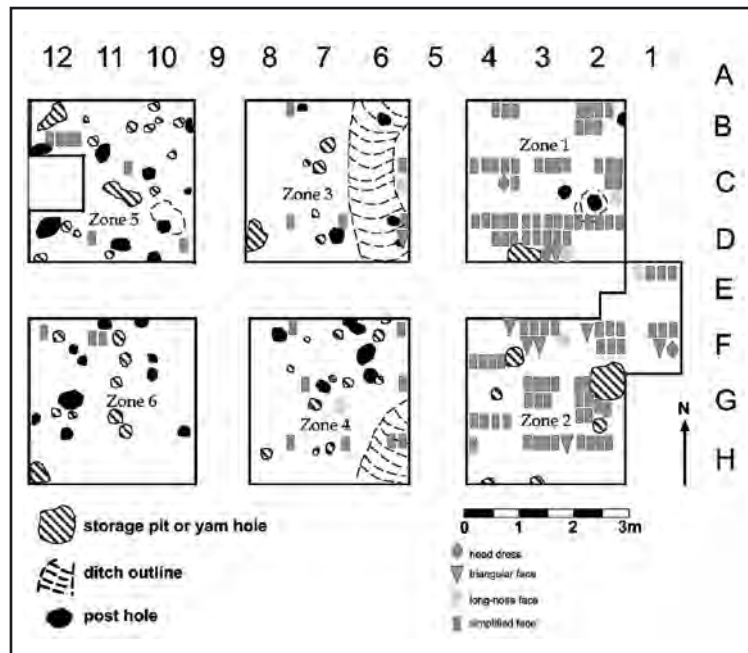 12 11 10 9 8 7 6 5 4 3 2 1
A
B
Zone 1
Zone 3
C
Zone 5
D
E
F
Zone 6
G
Zone 4
Zone 2
N
H
0 1 2 3m
storage pit or yam hole
ditch outline
post hole
head dress
triangular face
long-nose face
simplified face